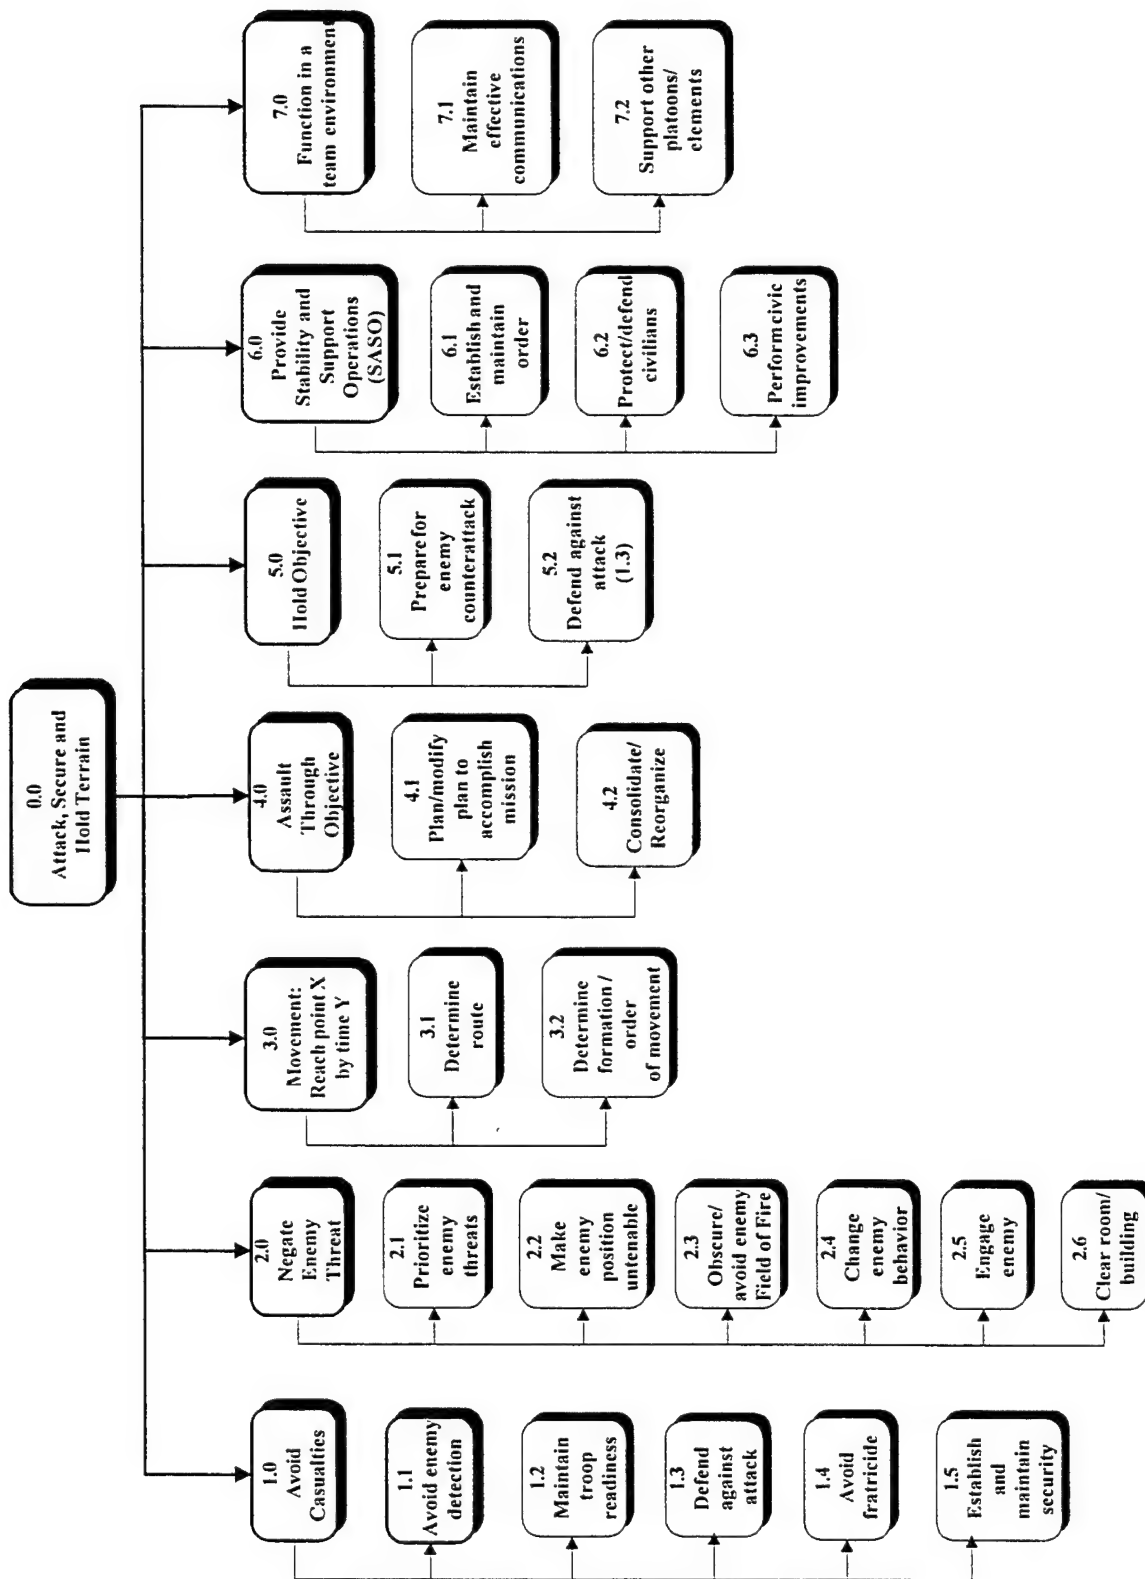 0.0
Attack, Secure and
Hold Terrain
1.0
Avoid
Casualties
1.1
Avoid enemy
detection
1.2
Maintain
troop
readiness
1.3
Defend
against
attack
1.4
Avoid
fratricide
1.5
Establish
and
maintain
security
2.0
Negate
Enemy
Threat
2.1
Prioritize
enemy
threats
2.2
Make
enemy
position
untenable
2.3
Obscure/
avoid enemy
Field of Fire
2.4
Change
enemy
behavior
2.5
Engage
enemy
2.6
Clear room/
building
3.0
Movement:
Reach point X
by time Y
3.1
Determine
route
3.2
Determine
formation /
order
of movement
4.0
Assault
Through
Objective
4.1
Plan/modify
plan to
accomplish
mission
4.2
Consolidate/
Reorganize
5.0
Hold Objective
5.1
Prepare for
enemy
counterattack
5.2
Defend against
attack
(1.3)
6.0
Provide
Stability and
Support
Operations
(SASO)
6.1
Establish and
maintain
order
6.2
Protect/defend
civilians
6.3
Perform civic
improvements
7.0
Function in a
team environment
7.1
Maintain
effective
communications
7.2
Support other
platoons/
elements